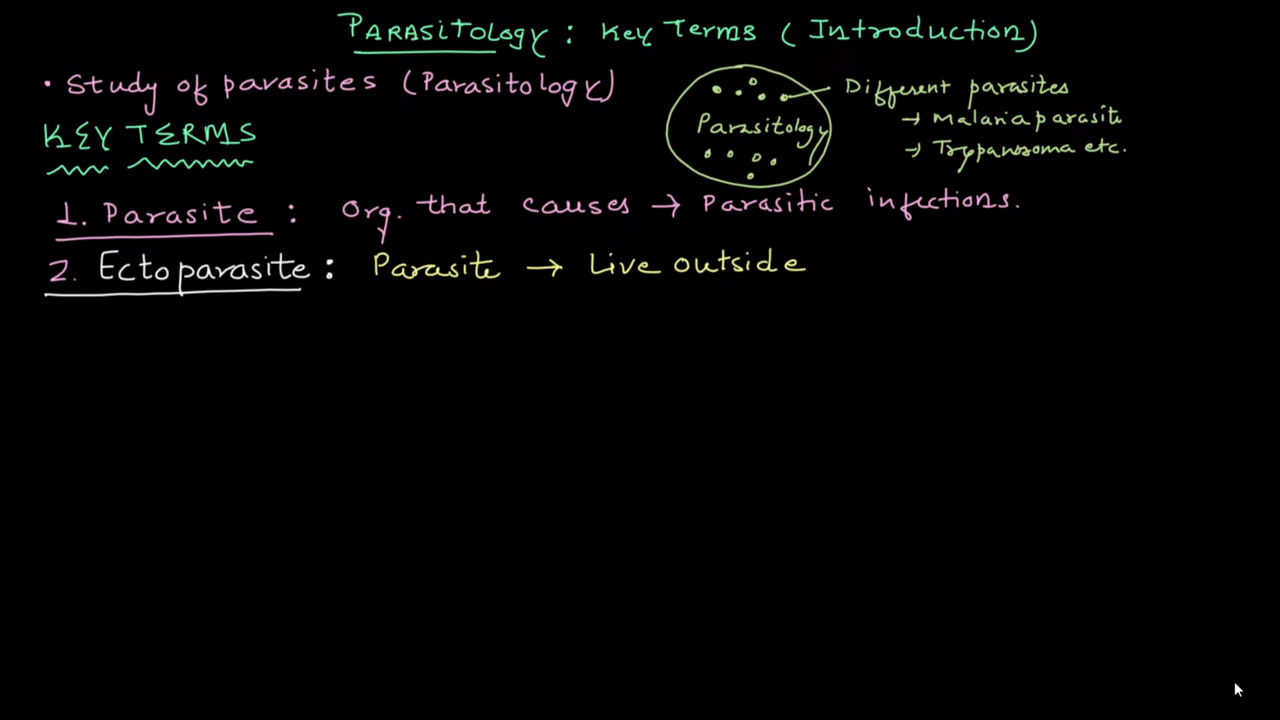 PARASITOLOGY : Key Terms (Introduction)
• Study of parasites (Parasitology)
KEY TERMS
Parasitology
Different parasites
→ Malaria parasite
→ Trypanosoma etc.
1. Parasite : Org. that causes → Parasitic infections.
2. Ectoparasite : Parasite → Live outside